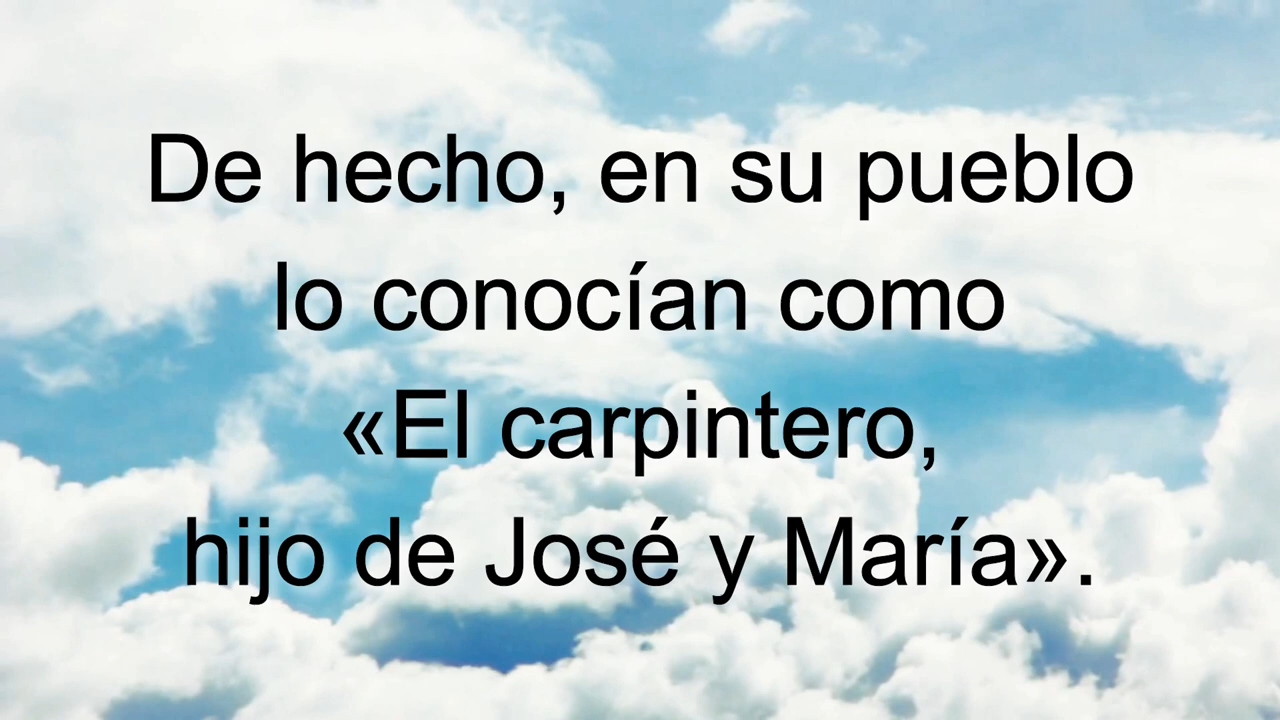 De hecho, en su pueblo
lo conocían como
«El carpintero,
hijo de José y María».